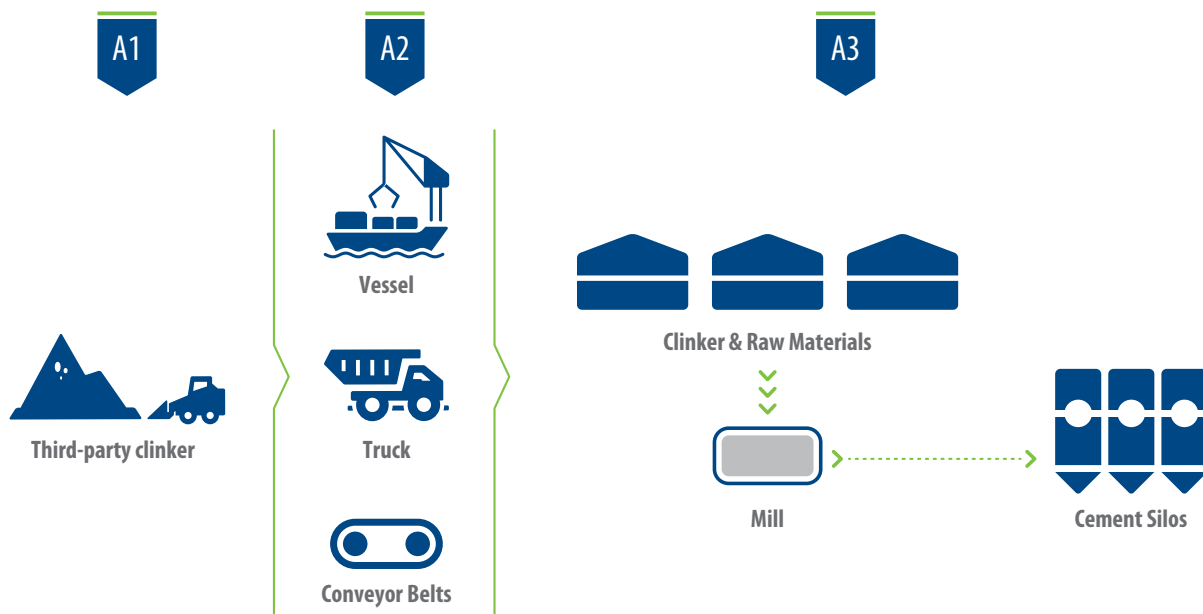 A1
A2
A3
Vessel
Clinker & Raw Materials
Third-party clinker
Truck
Mill
Cement Silos
Conveyor Belts